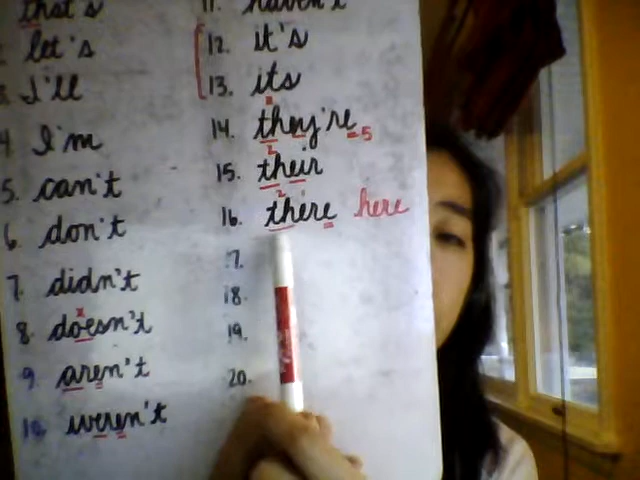 that's
let's
I'll
4 I'm
5. can't
6. don't
7. didn't
8. doesn't
9. aren't
10. weren't
11. haven't
12. it's
13. its
14. they're 5
15. their
16. there here
17.
18.
19.
20.